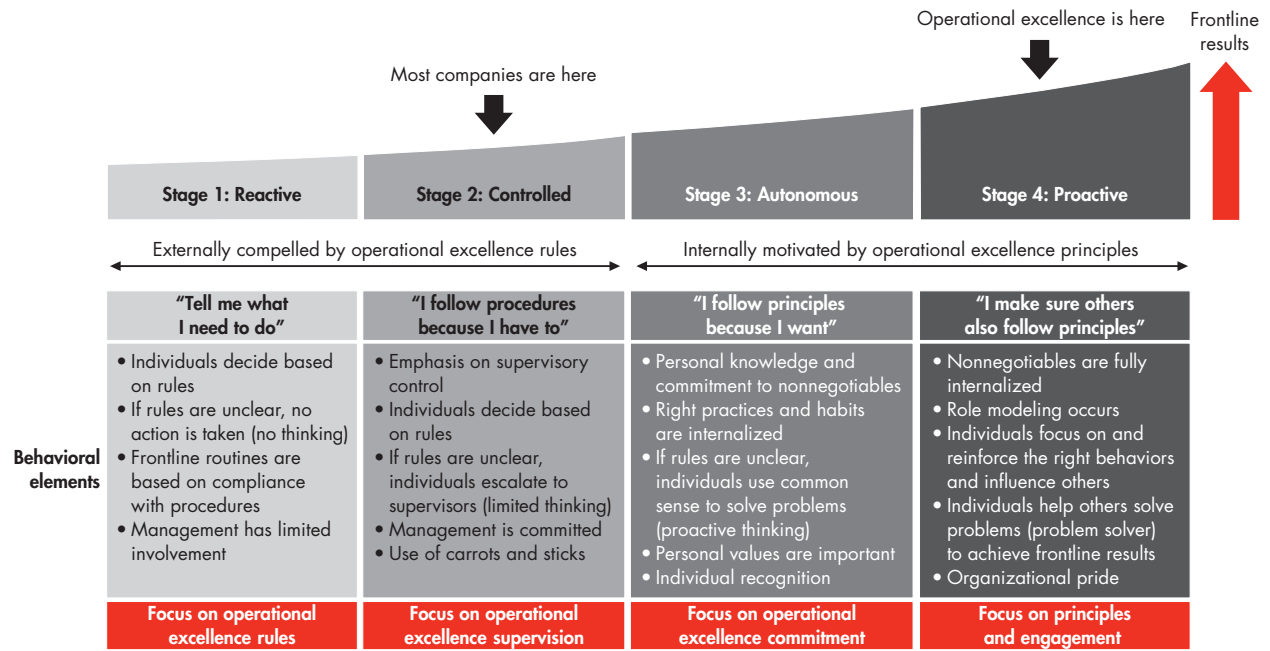 Operational excellence is here
Frontline
results
Most companies are here
Stage 1: Reactive
Stage 2: Controlled
Stage 3: Autonomous
Stage 4: Proactive
Externally compelled by operational excellence rules
Internally motivated by operational excellence principles
Behavioral
elements
“Tell me what
I need to do”
• Individuals decide based
on rules
• If rules are unclear, no
action is taken (no thinking)
• Frontline routines are
based on compliance
with procedures
• Management has limited
involvement
Focus on operational
excellence rules
“I follow procedures
because I have to”
• Emphasis on supervisory
control
• Individuals decide based
on rules
• If rules are unclear,
individuals escalate to
supervisors (limited thinking)
• Management is committed
• Use of carrots and sticks
Focus on operational
excellence supervision
“I follow principles
because I want”
• Personal knowledge and
commitment to nonnegotiables
• Right practices and habits
are internalized
• If rules are unclear,
individuals use common
sense to solve problems
(proactive thinking)
• Personal values are important
• Individual recognition
Focus on operational
excellence commitment
“I make sure others
also follow principles”
• Nonnegotiables are fully
internalized
• Role modeling occurs
• Individuals focus on and
reinforce the right behaviors
and influence others
• Individuals help others solve
problems (problem solver)
to achieve frontline results
• Organizational pride
Focus on principles
and engagement